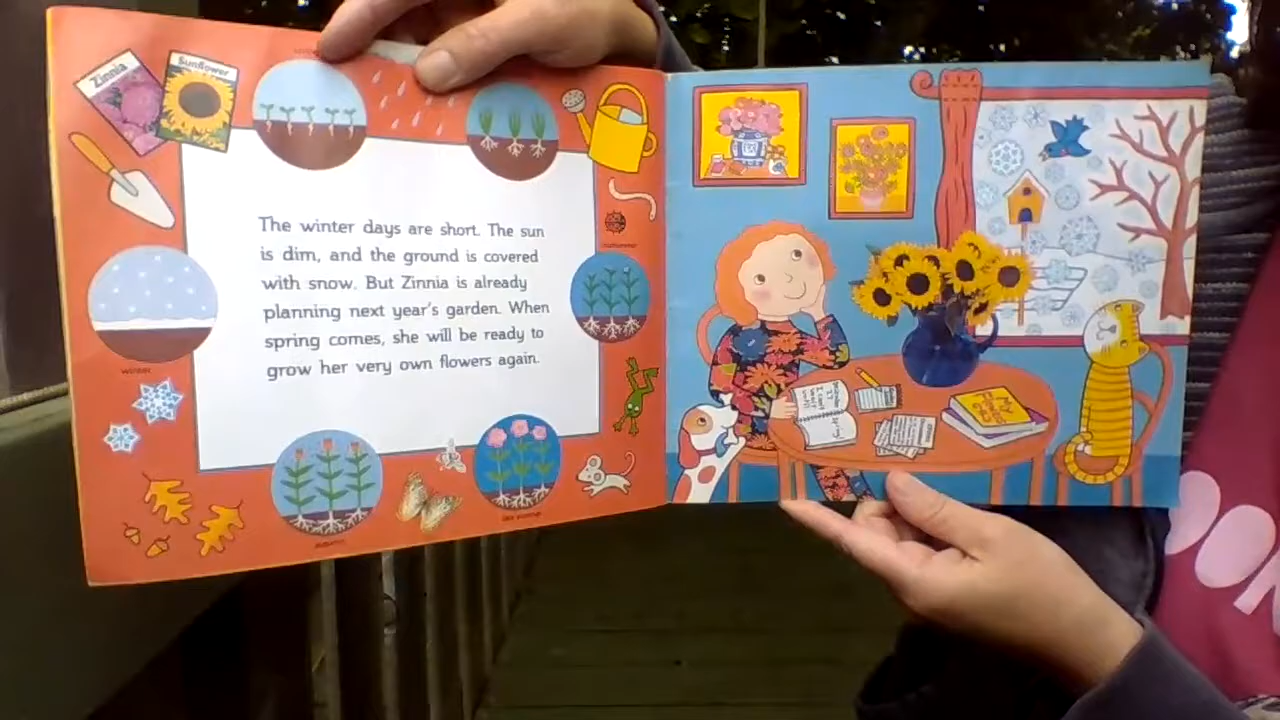 Zinnia
Sunflower
The winter days are short. The sun
is dim, and the ground is covered
with snow. But Zinnia is already
planning next year's garden. When
spring comes, she will be ready to
grow her very own flowers again.
winter
autumn
late summer